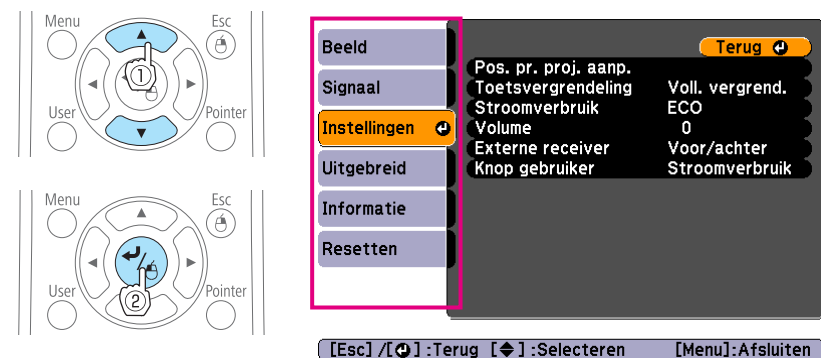 Menu Esc
①
User Pointer
Menu Esc
②
User Pointer
Beeld
Signaal
Instellingen
Uitgebreid
Informatie
Resetten
Terug
Pos. pr. proj. aanp.
Toetsvergrendeling Voll. vergrend.
Stroomverbruik ECO
Volume 0
Externe receiver Voor/achter
Knop gebruiker Stroomverbruik
[Esc] /[⏎] :Terug [◆] :Selecteren [Menu]:Afsluiten